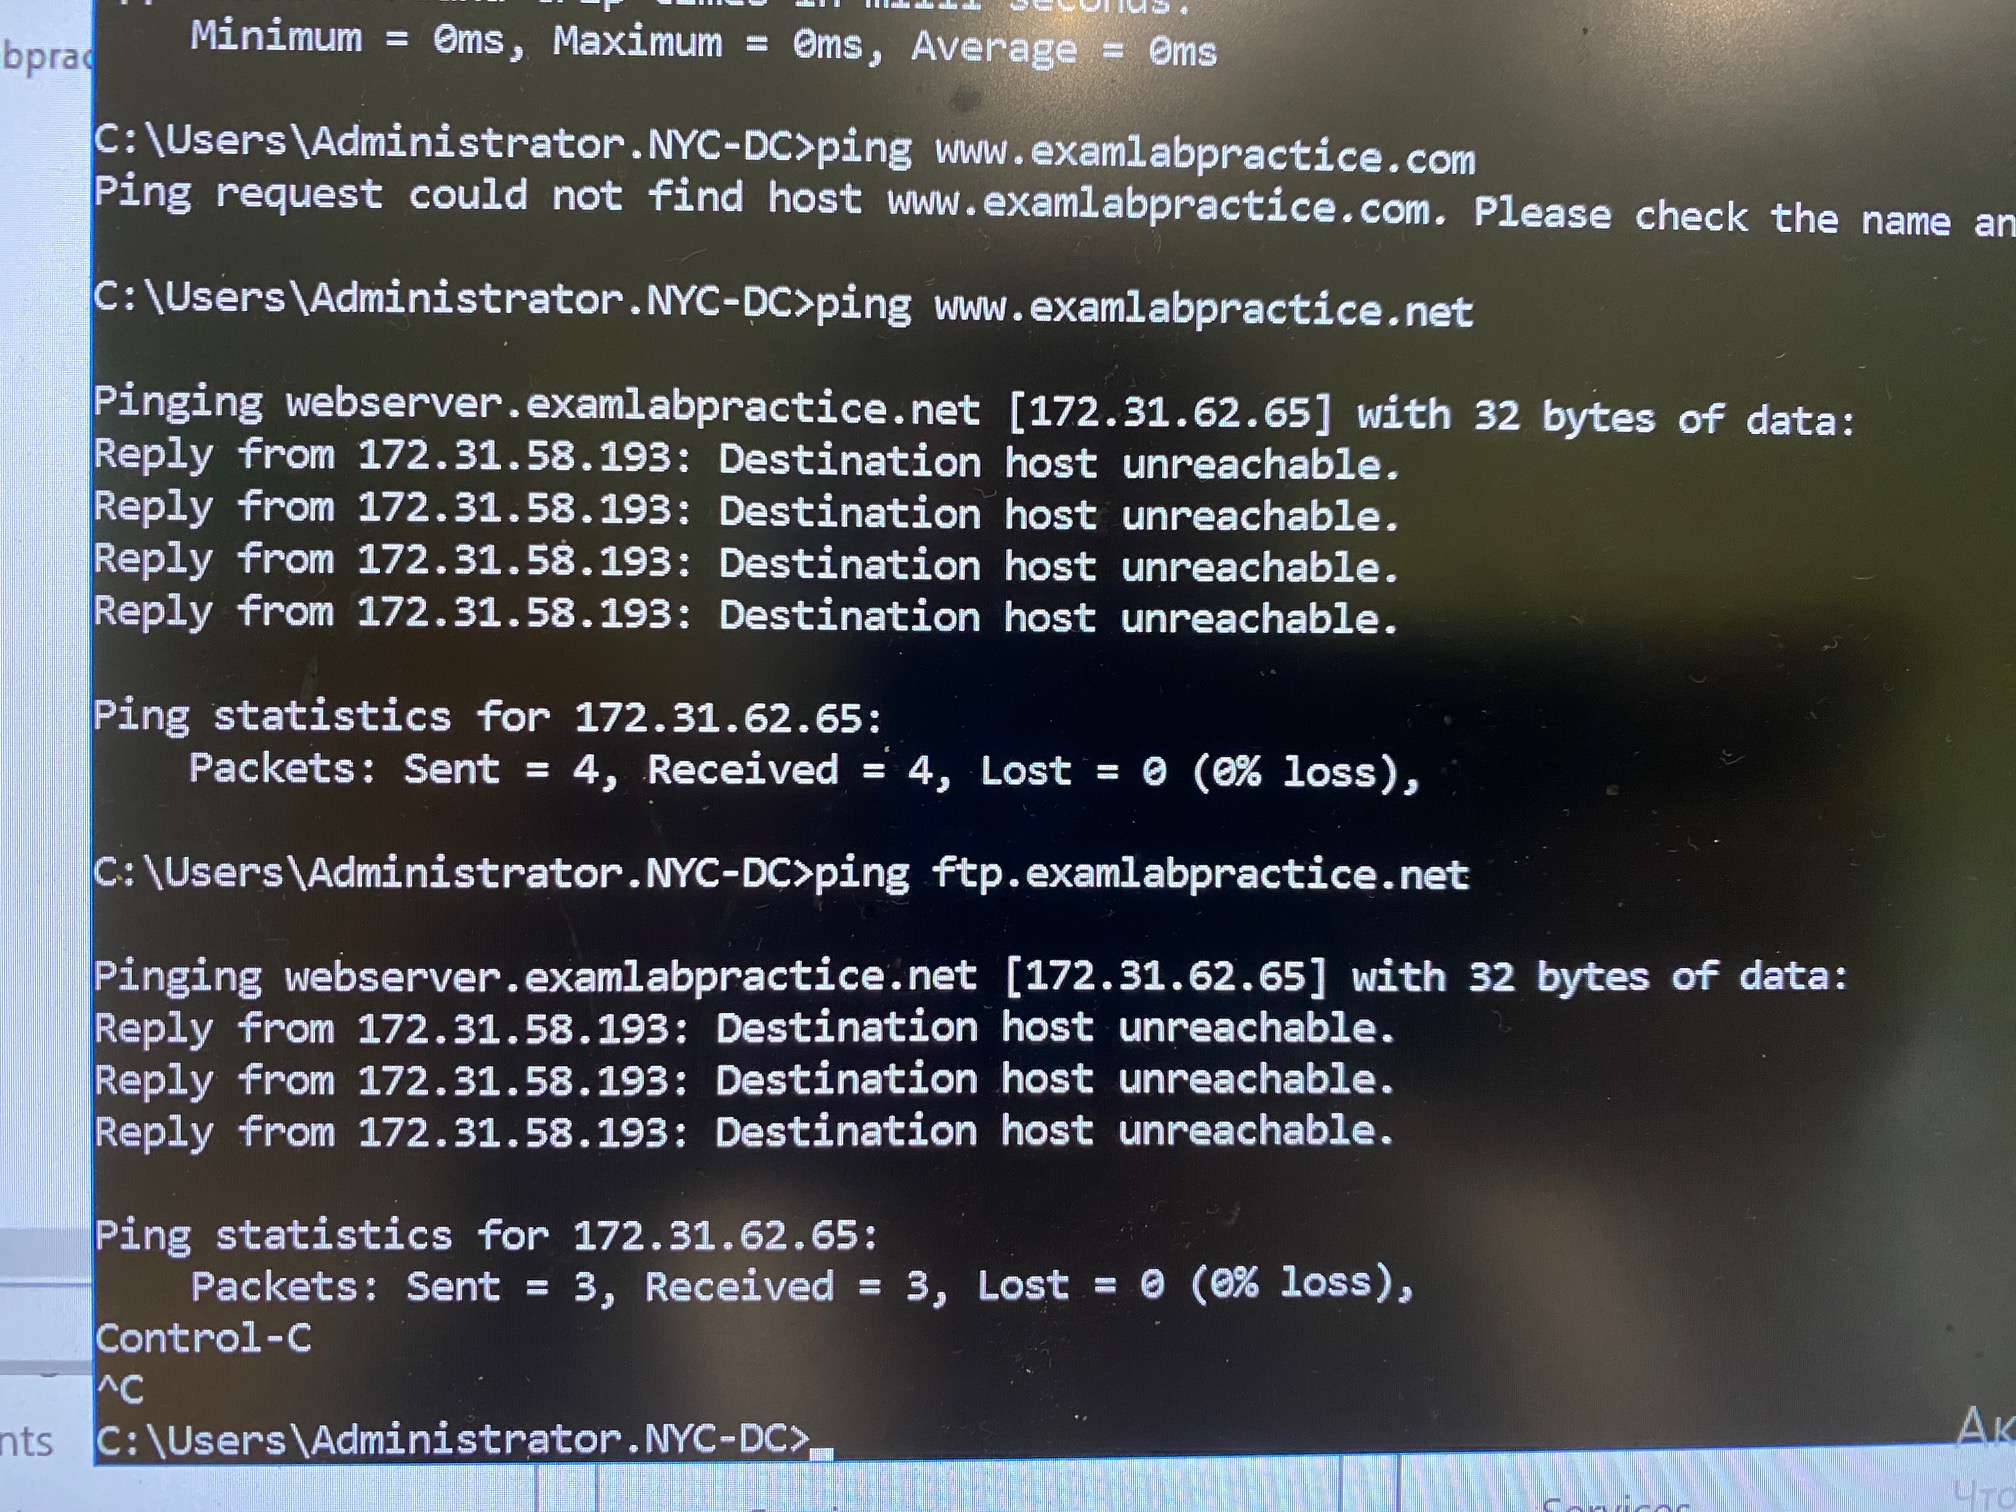 Minimum = 0ms, Maximum = 0ms, Average = 0ms
C:\Users\Administrator.NYC-DC>ping www.examlabpractice.com
Ping request could not find host www.examlabpractice.com. Please check the name an
C:\Users\Administrator.NYC-DC>ping www.examlabpractice.net
Pinging webserver.examlabpractice.net [172.31.62.65] with 32 bytes of data:
Reply from 172.31.58.193: Destination host unreachable.
Reply from 172.31.58.193: Destination host unreachable.
Reply from 172.31.58.193: Destination host unreachable.
Reply from 172.31.58.193: Destination host unreachable.
Ping statistics for 172.31.62.65:
Packets: Sent = 4, Received = 4, Lost = 0 (0% loss),
C:\Users\Administrator.NYC-DC>ping ftp.examlabpractice.net
Pinging webserver.examlabpractice.net [172.31.62.65] with 32 bytes of data:
Reply from 172.31.58.193: Destination host unreachable.
Reply from 172.31.58.193: Destination host unreachable.
Reply from 172.31.58.193: Destination host unreachable.
Ping statistics for 172.31.62.65:
Packets: Sent = 3, Received = 3, Lost = 0 (0% loss),
Control-C
^C
C:\Users\Administrator.NYC-DC>
bprac
nts
Ак